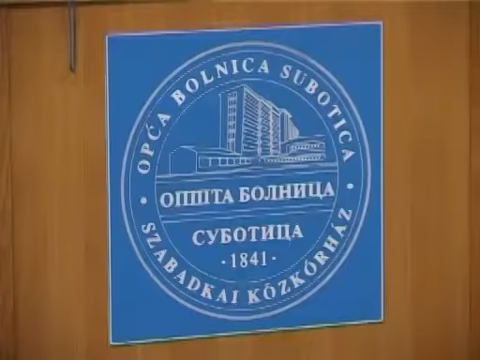 OPĆA BOLNICA SUBOTICA
ОПШТА БОЛНИЦА
СУБОТИЦА
·1841·
SZABADKAI KÖZKÓRHÁZ